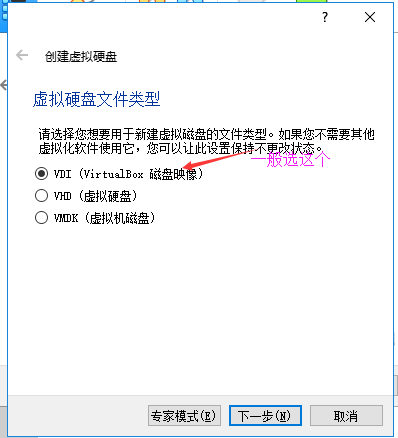 ?
创建虚拟硬盘
虚拟硬盘文件类型
请选择您想要用于新建虚拟磁盘的文件类型。如果您不需要其他
虚拟化软件使用它，您可以让此设置保持不更改状态。
一般选这个
VDI (VirtualBox 磁盘映像)
VHD (虚拟硬盘)
VMDK (虚拟机磁盘)
专家模式(E) 下一步(N) 取消